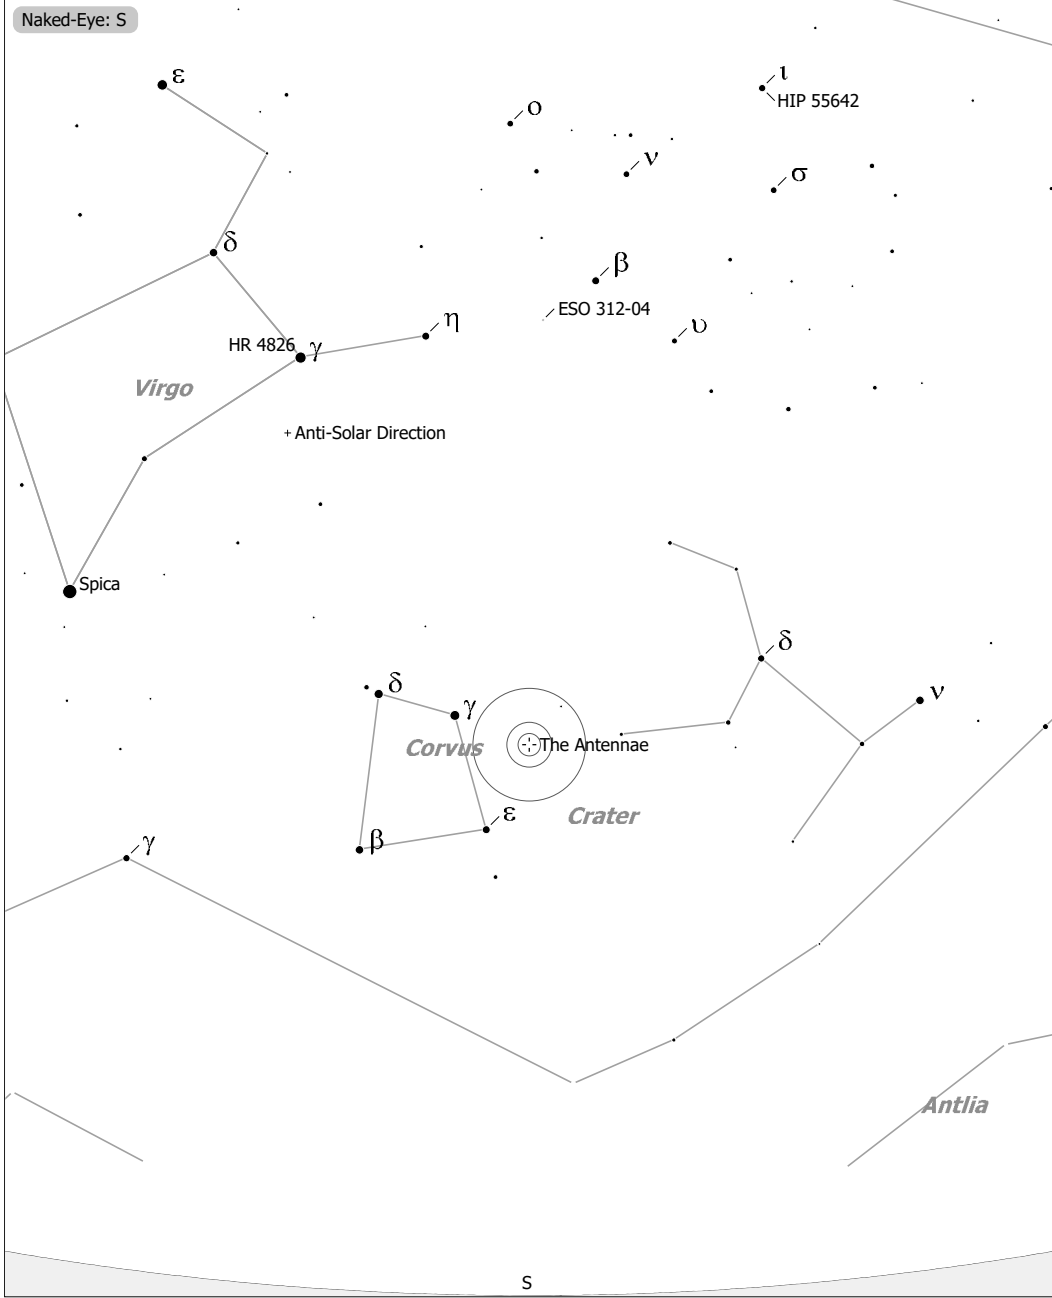 Naked-Eye: S
ε
ι
HIP 55642
ο
ν
σ
δ
β
ESO 312-04
η
υ
HR 4826 γ
Virgo
Anti-Solar Direction
Spica
δ
δ
ν
γ
Corvus
The Antennae
ε
Crater
β
γ
Antlia
S